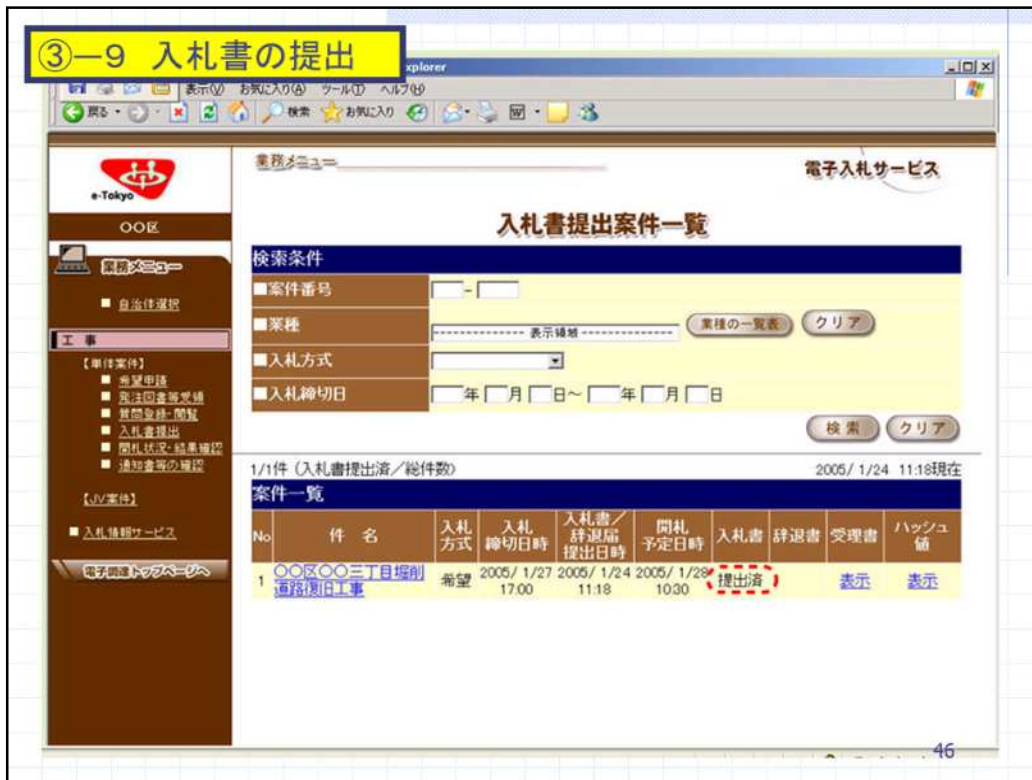 ③－９ 入札書の提出
xplorer
表示(V) お気に入り(A) ツール(T) ヘルプ(H)
戻る 検索 お気に入り
e-Tokyo
業務メニュー
電子入札サービス
〇〇区
入札書提出案件一覧
業務メニュー
■ 自治体選択
工 事
【単体案件】
■ 希望申請
■ 発注図書等受領
■ 質問登録・閲覧
■ 入札書提出
■ 開札状況・結果確認
■ 通知書等の確認
【JV案件】
■ 入札情報サービス
電子調達トップページへ
検索条件
■案件番号 -
■業種 ------------- 表示領域 ------------- 業種の一覧表 クリア
■入札方式
■入札締切日 年 月 日～ 年 月 日
検索 クリア
1/1件（入札書提出済／総件数） 2005/ 1/24 11:18現在
案件一覧
No 件 名 入札方式 入札締切日時 入札書／辞退届提出日時 開札予定日時 入札書 辞退書 受理書 ハッシュ値
1 〇〇区〇〇三丁目堀削道路復旧工事 希望 2005/ 1/27 17:00 2005/ 1/24 11:18 2005/ 1/28 10:30 提出済 表示 表示
46